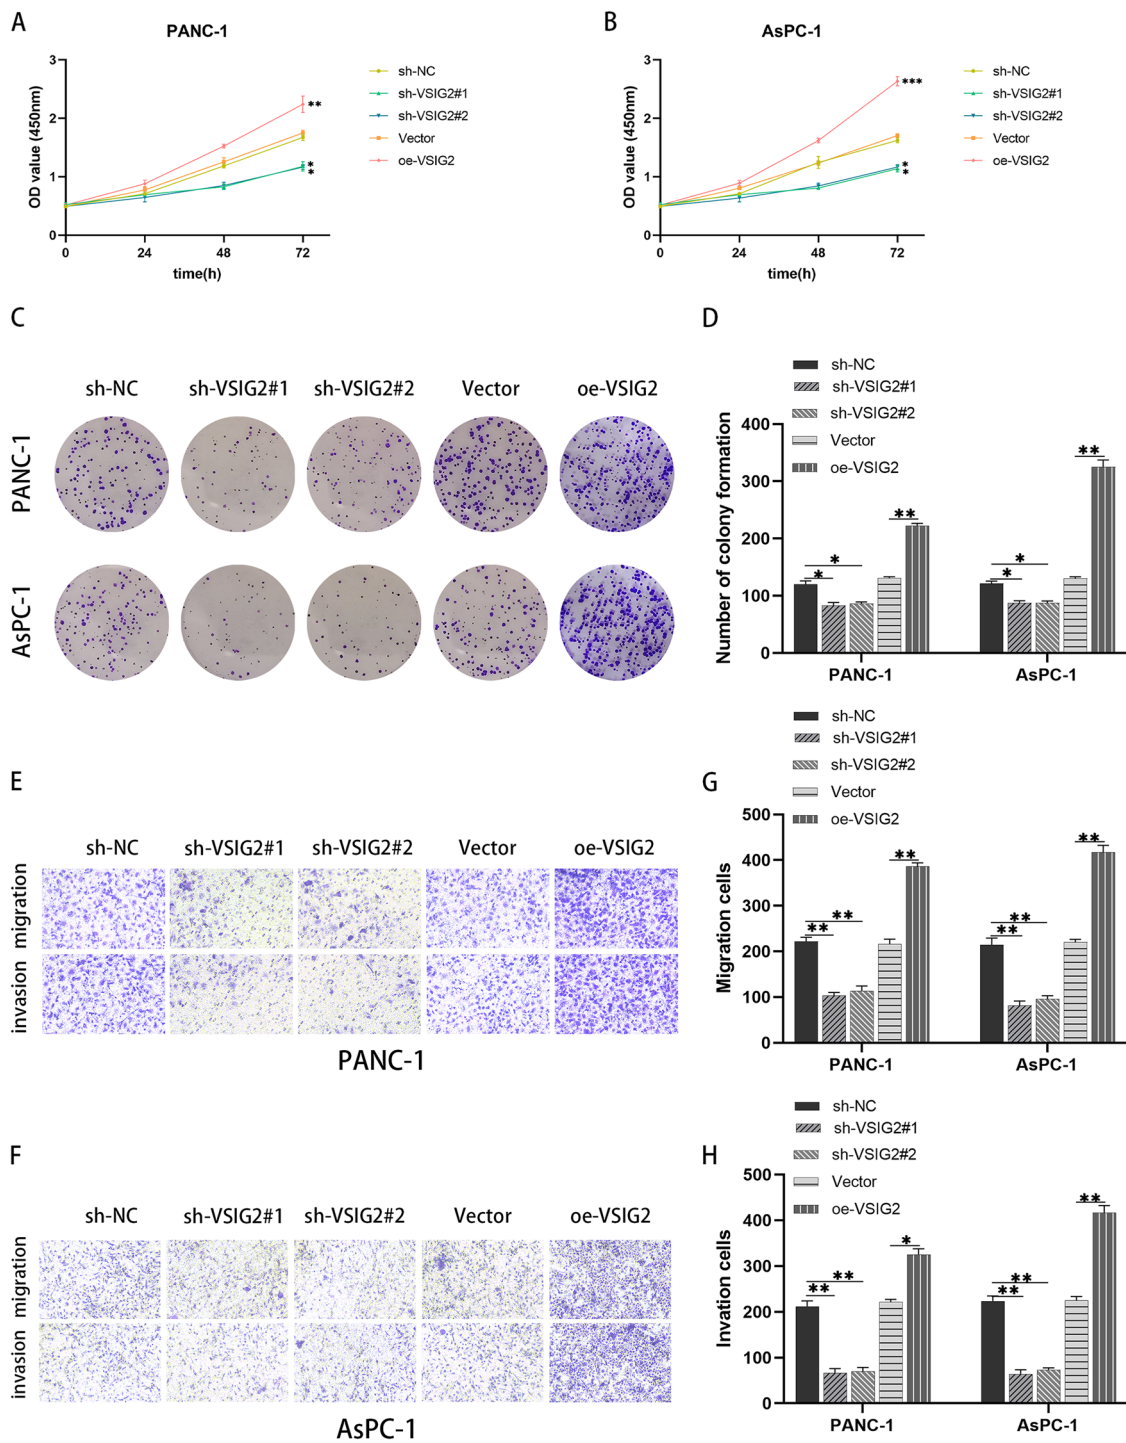 A
PANC-1
OD value (450nm)
3
2
1
0
0 24 48 72
time(h)
**
*
*
sh-NC
sh-VSIG2#1
sh-VSIG2#2
Vector
oe-VSIG2
B
AsPC-1
OD value (450nm)
3
2
1
0
0 24 48 72
time(h)
***
*
*
sh-NC
sh-VSIG2#1
sh-VSIG2#2
Vector
oe-VSIG2
C
sh-NC sh-VSIG2#1 sh-VSIG2#2 Vector oe-VSIG2
PANC-1
AsPC-1
D
sh-NC
sh-VSIG2#1
sh-VSIG2#2
Vector
oe-VSIG2
Number of colony formation
400
300
200
100
0
* * ** * * **
PANC-1 AsPC-1
E
sh-NC sh-VSIG2#1 sh-VSIG2#2 Vector oe-VSIG2
migration
invasion
PANC-1
G
sh-NC
sh-VSIG2#1
sh-VSIG2#2
Vector
oe-VSIG2
Migration cells
500
400
300
200
100
0
** ** ** ** ** **
PANC-1 AsPC-1
F
sh-NC sh-VSIG2#1 sh-VSIG2#2 Vector oe-VSIG2
migration
invasion
AsPC-1
H
sh-NC
sh-VSIG2#1
sh-VSIG2#2
Vector
oe-VSIG2
Invation cells
500
400
300
200
100
0
** ** * ** ** **
PANC-1 AsPC-1